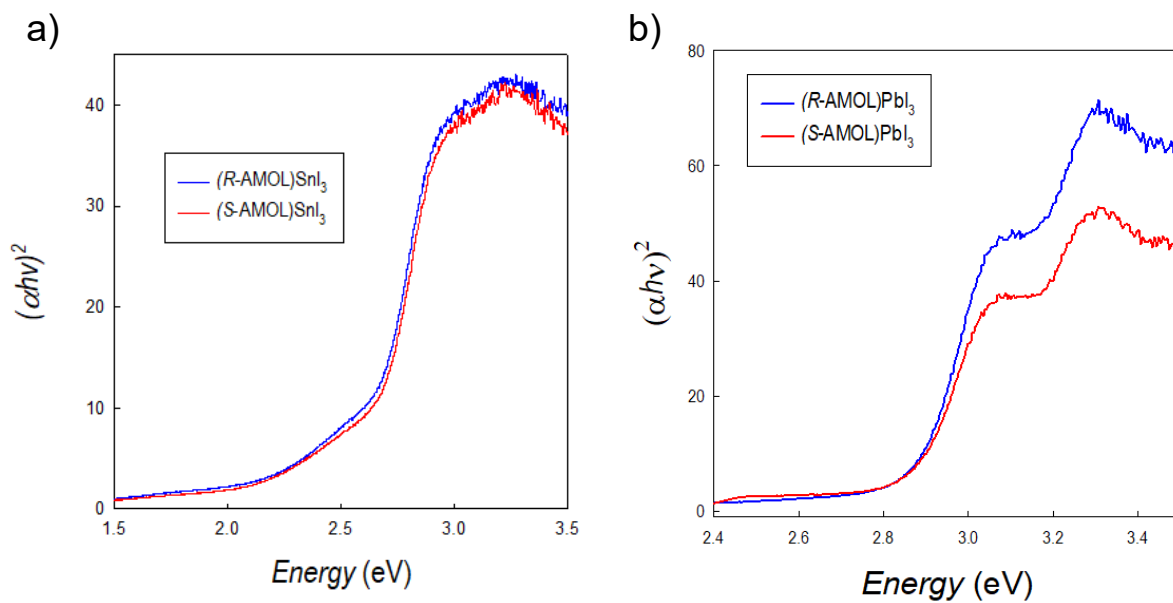 a)
(αhν)²
40
30
20
10
0
(R-AMOL)SnI₃
(S-AMOL)SnI₃
1.5 2.0 2.5 3.0 3.5
Energy (eV)
b)
(αhν)²
80
60
40
20
0
(R-AMOL)PbI₃
(S-AMOL)PbI₃
2.4 2.6 2.8 3.0 3.2 3.4
Energy (eV)